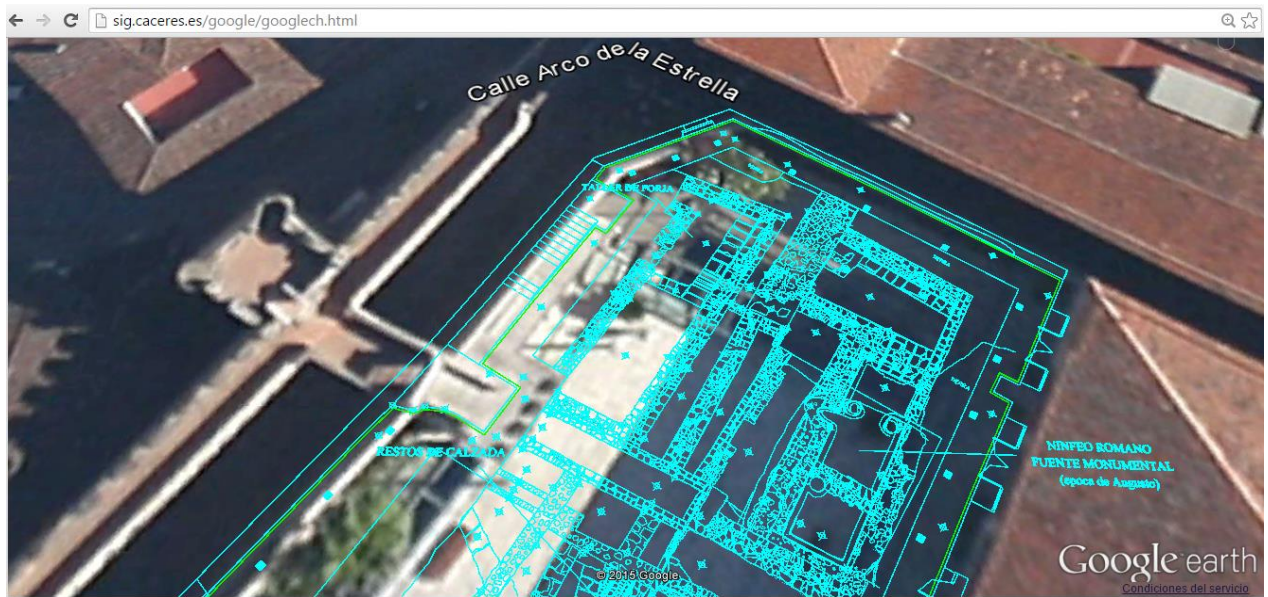 sig.caceres.es/google/googlech.html
Calle Arco de la Estrella
TALLER DE FORJA
RESTOS DE CALZADA
NINFEO ROMANO
FUENTE MONUMENTAL
(epoca de Augusto)
© 2015 Google
Google earth
Condiciones del servicio